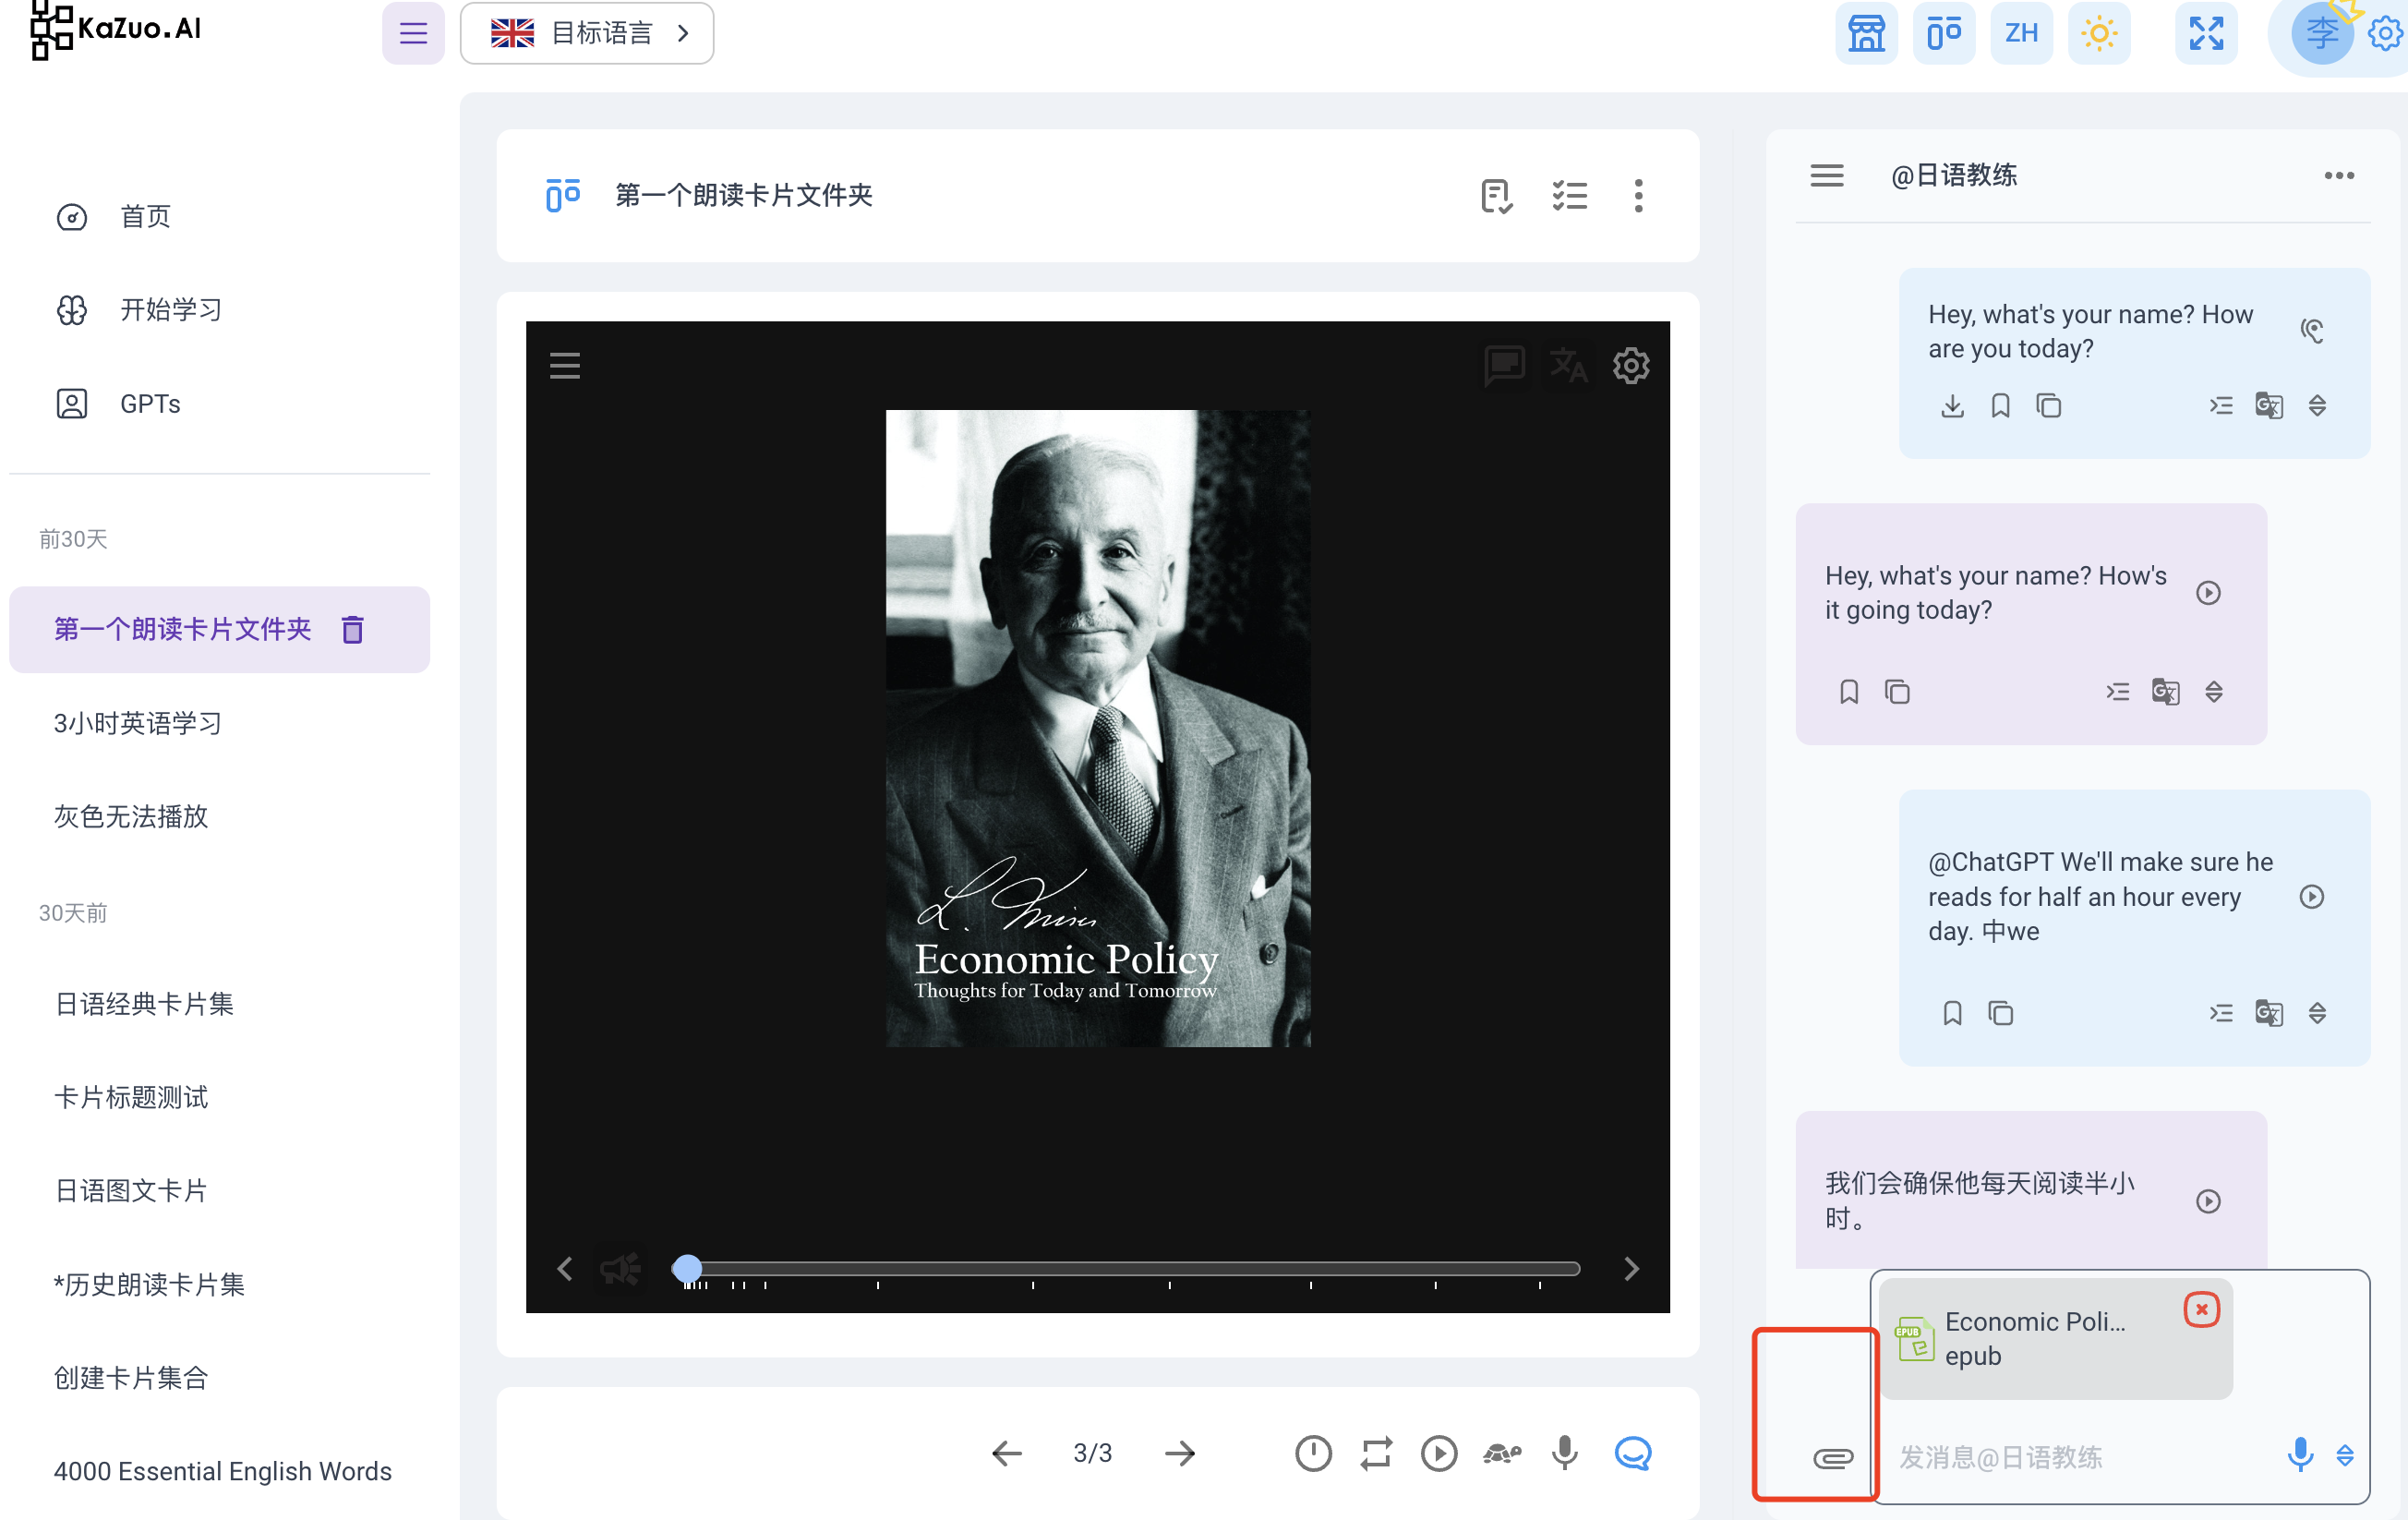 KaZuo.AI
目标语言
ZH
李
首页
开始学习
GPTs
前30天
第一个朗读卡片文件夹
3小时英语学习
灰色无法播放
30天前
日语经典卡片集
卡片标题测试
日语图文卡片
*历史朗读卡片集
创建卡片集合
4000 Essential English Words
第一个朗读卡片文件夹
L. Mises
Economic Policy
Thoughts for Today and Tomorrow
3/3
@日语教练
Hey, what's your name? How
are you today?
Hey, what's your name? How's
it going today?
@ChatGPT We'll make sure he
reads for half an hour every
day. 中we
我们会确保他每天阅读半小
时。
EPUB
Economic Poli...
epub
发消息@日语教练